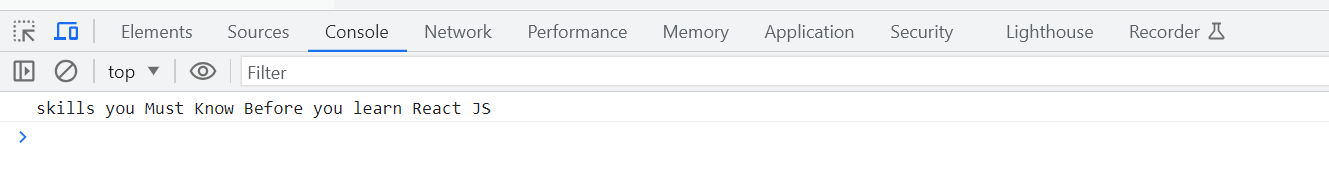 Elements Sources Console Network Performance Memory Application Security Lighthouse Recorder
top Filter
skills you Must Know Before you learn React JS